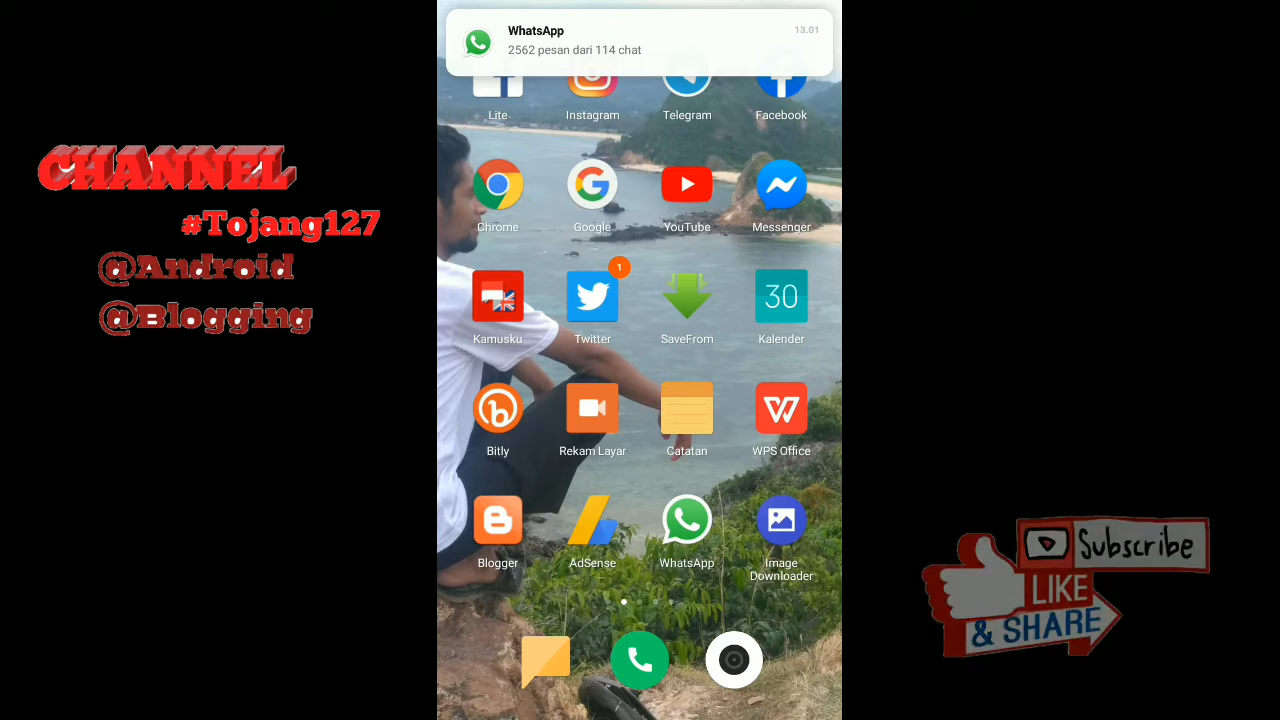 WhatsApp
13.01
2562 pesan dari 114 chat
Lite
Instagram
Telegram
Facebook
Chrome
Google
YouTube
Messenger
1
30
Kamusku
Twitter
SaveFrom
Kalender
Bitly
Rekam Layar
Catatan
WPS Office
Blogger
AdSense
WhatsApp
Image
Downloader
CHANNEL
#Tojang127
@Android
@Blogging
Subscribe
LIKE
& SHARE